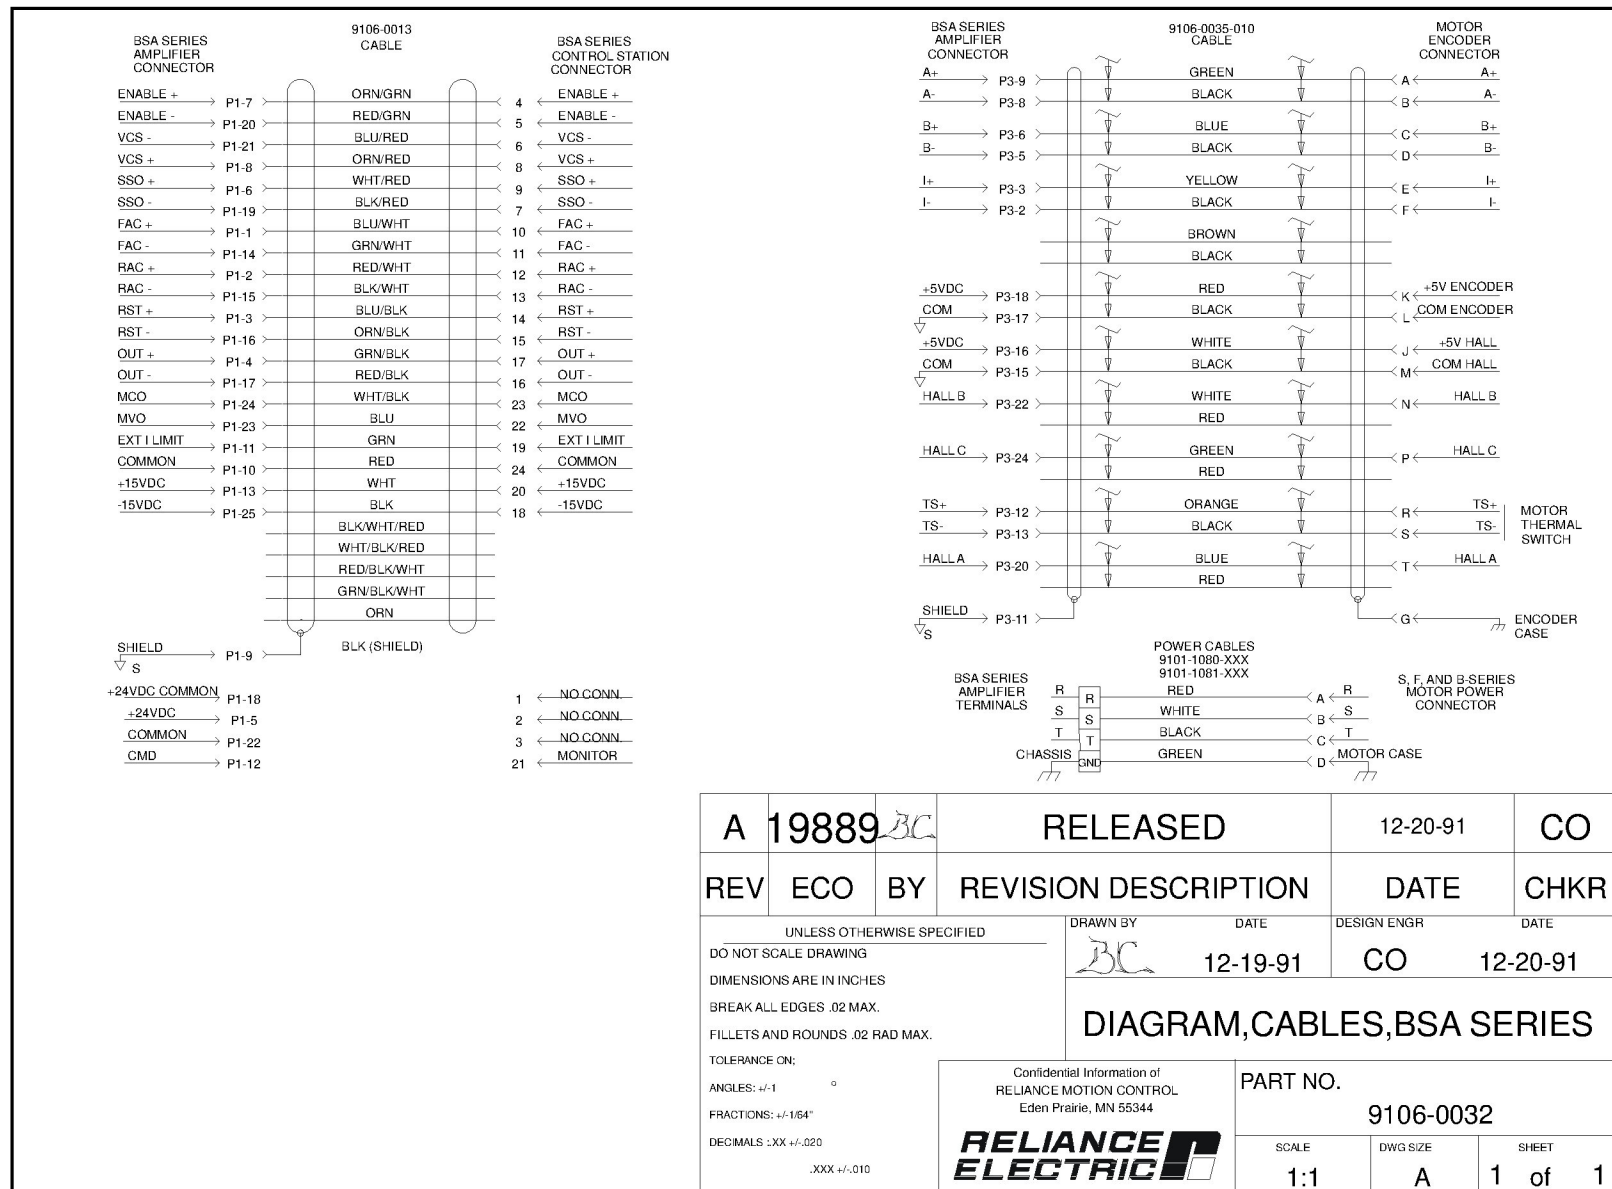 9106-0013
CABLE
BSA SERIES
AMPLIFIER
CONNECTOR
BSA SERIES
CONTROL STATION
CONNECTOR
ENABLE + P1-7 ORN/GRN 4 ENABLE +
ENABLE - P1-20 RED/GRN 5 ENABLE -
VCS - P1-21 BLU/RED 6 VCS -
VCS + P1-8 ORN/RED 8 VCS +
SSO + P1-6 WHT/RED 9 SSO +
SSO - P1-19 BLK/RED 7 SSO -
FAC + P1-1 BLU/WHT 10 FAC +
FAC - P1-14 GRN/WHT 11 FAC -
RAC + P1-2 RED/WHT 12 RAC +
RAC - P1-15 BLK/WHT 13 RAC -
RST + P1-3 BLU/BLK 14 RST +
RST - P1-16 ORN/BLK 15 RST -
OUT + P1-4 GRN/BLK 17 OUT +
OUT - P1-17 RED/BLK 16 OUT -
MCO P1-24 WHT/BLK 23 MCO
MVO P1-23 BLU 22 MVO
EXT I LIMIT P1-11 GRN 19 EXT I LIMIT
COMMON P1-10 RED 24 COMMON
+15VDC P1-13 WHT 20 +15VDC
-15VDC P1-25 BLK 18 -15VDC
BLK/WHT/RED
WHT/BLK/RED
RED/BLK/WHT
GRN/BLK/WHT
ORN
BLK (SHIELD)
SHIELD P1-9
S
+24VDC COMMON P1-18 1 NO CONN.
+24VDC P1-5 2 NO CONN.
COMMON P1-22 3 NO CONN.
CMD P1-12 21 MONITOR
BSA SERIES
AMPLIFIER
CONNECTOR
9106-0035-010
CABLE
MOTOR
ENCODER
CONNECTOR
A+ P3-9 GREEN A A+
A- P3-8 BLACK B A-
B+ P3-6 BLUE C B+
B- P3-5 BLACK D B-
I+ P3-3 YELLOW E I+
I- P3-2 BLACK F I-
BROWN
BLACK
+5VDC P3-18 RED K +5V ENCODER
COM P3-17 BLACK L COM ENCODER
+5VDC P3-16 WHITE J +5V HALL
COM P3-15 BLACK M COM HALL
HALL B P3-22 WHITE N HALL B
RED
HALL C P3-24 GREEN P HALL C
RED
TS+ P3-12 ORANGE R TS+
TS- P3-13 BLACK S TS-
MOTOR
THERMAL
SWITCH
HALL A P3-20 BLUE T HALL A
RED
SHIELD P3-11 G ENCODER
CASE
S
POWER CABLES
9101-1080-XXX
9101-1081-XXX
BSA SERIES
AMPLIFIER
TERMINALS
S, F, AND B-SERIES
MOTOR POWER
CONNECTOR
R R RED A R
S S WHITE B S
T T BLACK C T
CHASSIS GND GREEN D MOTOR CASE
A 19889 BC RELEASED 12-20-91 CO
REV ECO BY REVISION DESCRIPTION DATE CHKR
UNLESS OTHERWISE SPECIFIED
DO NOT SCALE DRAWING
DIMENSIONS ARE IN INCHES
BREAK ALL EDGES .02 MAX.
FILLETS AND ROUNDS .02 RAD MAX.
TOLERANCE ON;
ANGLES: +/-1 °
FRACTIONS: +/-1/64"
DECIMALS :.XX +/-.020
.XXX +/-.010
DRAWN BY DATE DESIGN ENGR DATE
BC 12-19-91 CO 12-20-91
DIAGRAM,CABLES,BSA SERIES
Confidential Information of
RELIANCE MOTION CONTROL
Eden Prairie, MN 55344
RELIANCE
ELECTRIC
PART NO.
9106-0032
SCALE DWG SIZE SHEET
1:1 A 1 of 1